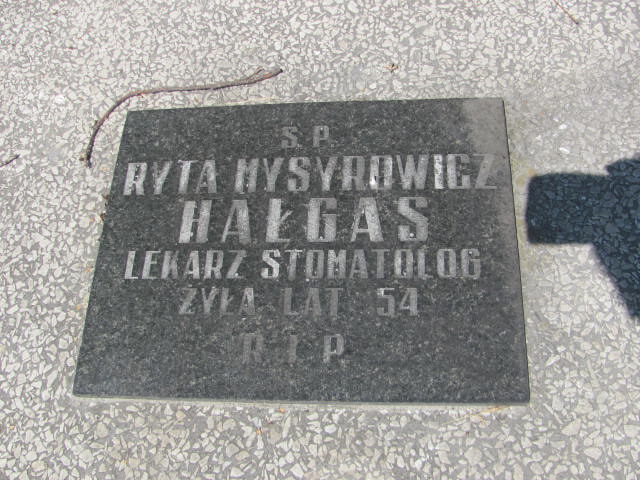 S P
RYTA MYSYROWICZ
HAŁGAS
LEKARZ STOMATOLOG
ŻYŁA LAT 54
R I P